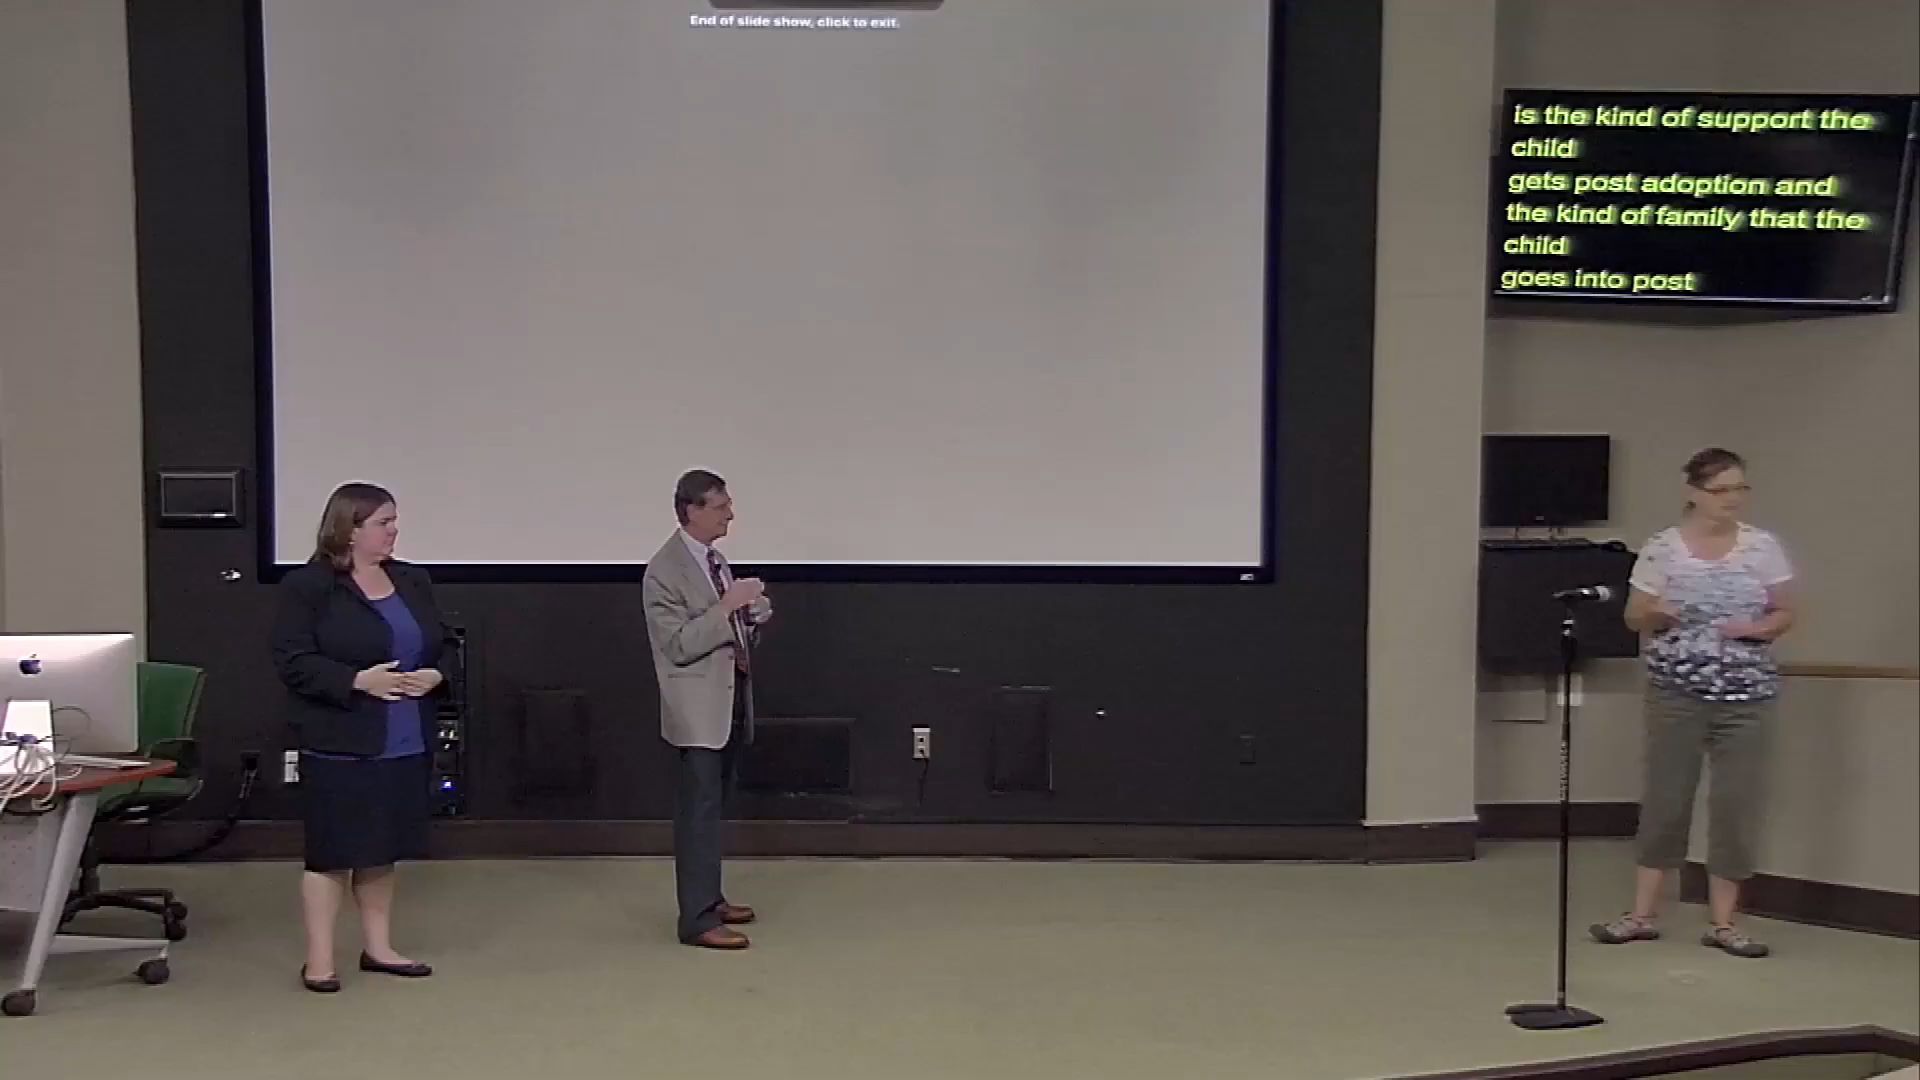 End of slide show, click to exit.
is the kind of support the
child
gets post adoption and
the kind of family that the
child
goes into post